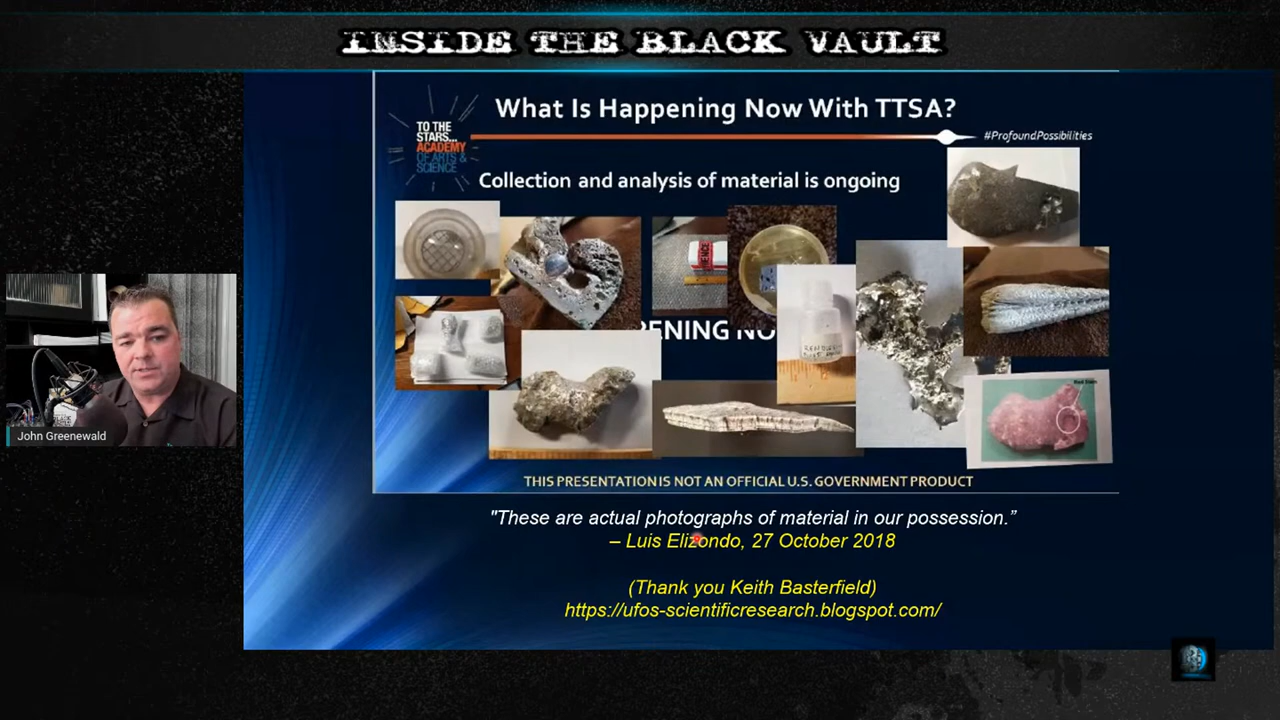 INSIDE THE BLACK VAULT
What Is Happening Now With TTSA?
#ProfoundPossibilities
TO THE
STARS...
ACADEMY
OF ARTS &
SCIENCE
Collection and analysis of material is ongoing
PENING NO
John Greenewald
THIS PRESENTATION IS NOT AN OFFICIAL U.S. GOVERNMENT PRODUCT
"These are actual photographs of material in our possession.”
– Luis Elizondo, 27 October 2018
(Thank you Keith Basterfield)
https://ufos-scientificresearch.blogspot.com/